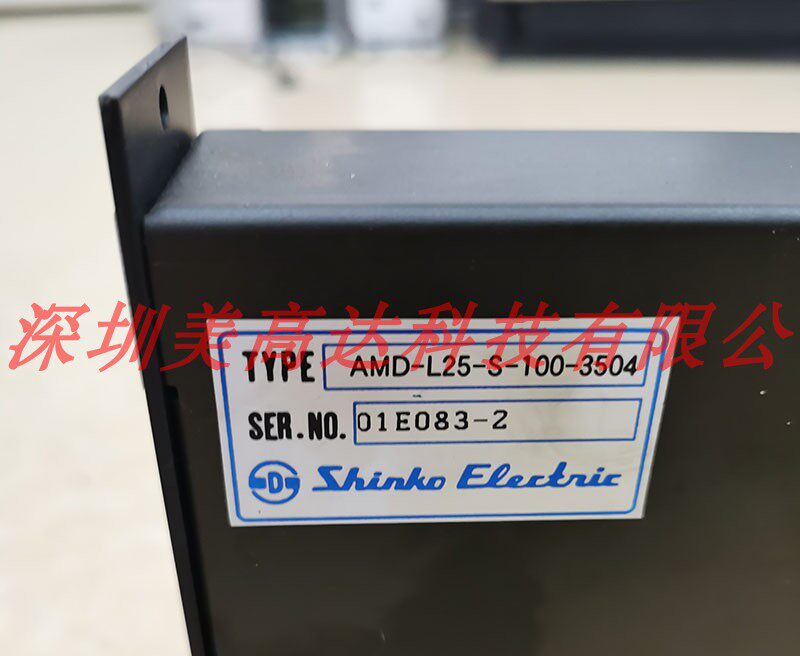 深圳美高达科技有限公
TYPE AMD-L25-S-100-3504
SER.NO. 01E083-2
D Shinko Electric